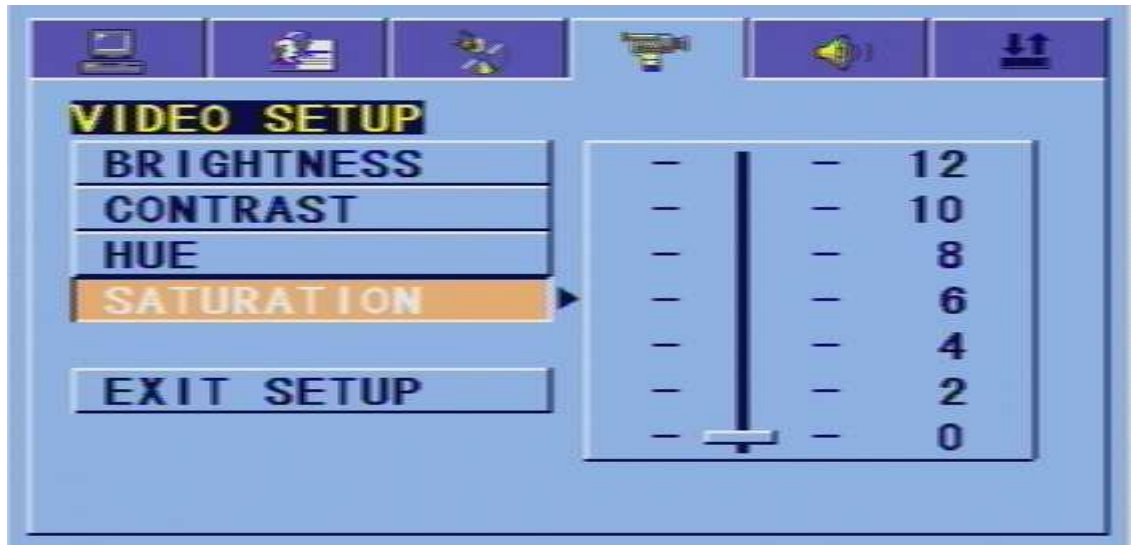 VIDEO SETUP
BRIGHTNESS
CONTRAST
HUE
SATURATION
EXIT SETUP
12
10
8
6
4
2
0